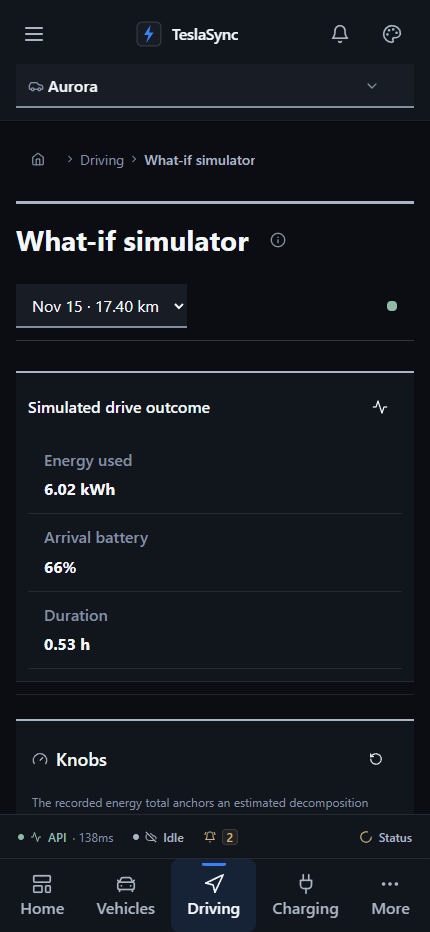 TeslaSync
Aurora
Driving
What-if simulator
What-if simulator
Nov 15 · 17.40 km
Simulated drive outcome
Energy used
6.02 kWh
Arrival battery
66%
Duration
0.53 h
Knobs
The recorded energy total anchors an estimated decomposition
API · 138ms Idle 2 Status
Home Vehicles Driving Charging More